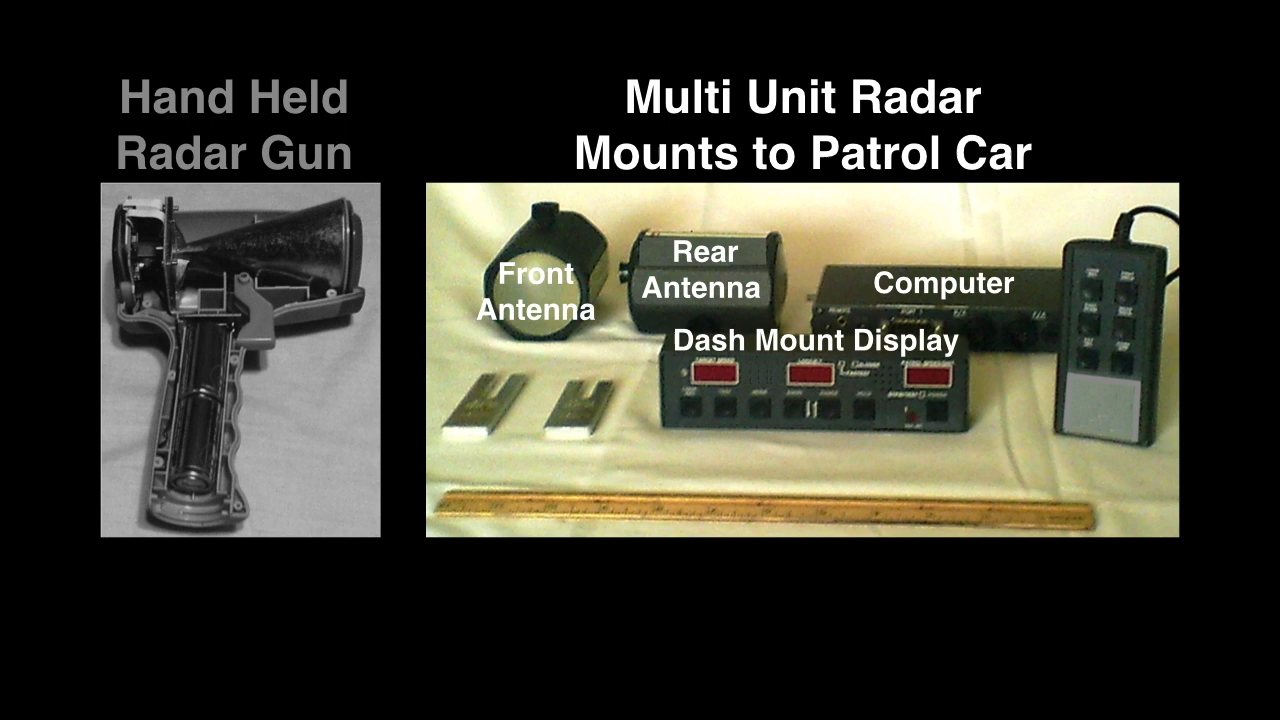 Hand Held
Radar Gun
Multi Unit Radar
Mounts to Patrol Car
Front
Antenna
Rear
Antenna
Computer
Dash Mount Display